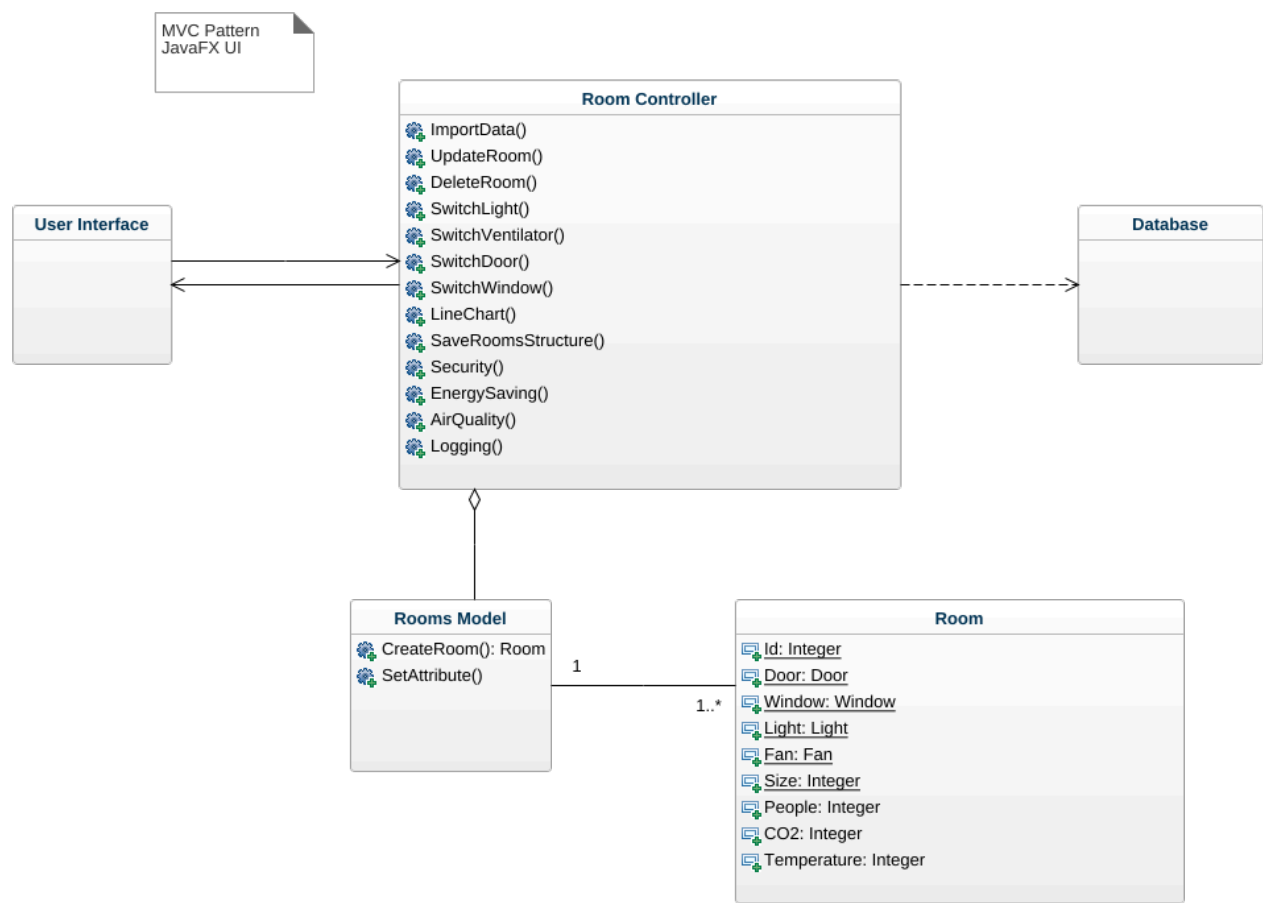 MVC Pattern
JavaFX UI
Room Controller
ImportData()
UpdateRoom()
DeleteRoom()
SwitchLight()
SwitchVentilator()
SwitchDoor()
SwitchWindow()
LineChart()
SaveRoomsStructure()
Security()
EnergySaving()
AirQuality()
Logging()
User Interface
Database
Rooms Model
CreateRoom(): Room
SetAttribute()
1
1..*
Room
Id: Integer
Door: Door
Window: Window
Light: Light
Fan: Fan
Size: Integer
People: Integer
CO2: Integer
Temperature: Integer